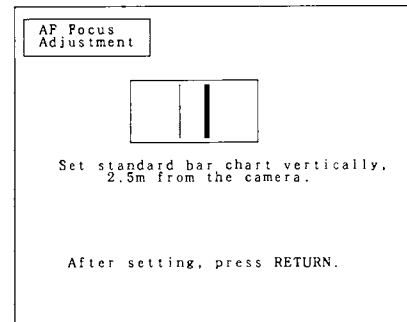 AF Focus
Adjustment
Set standard bar chart vertically,
2.5m from the camera.
After setting, press RETURN.